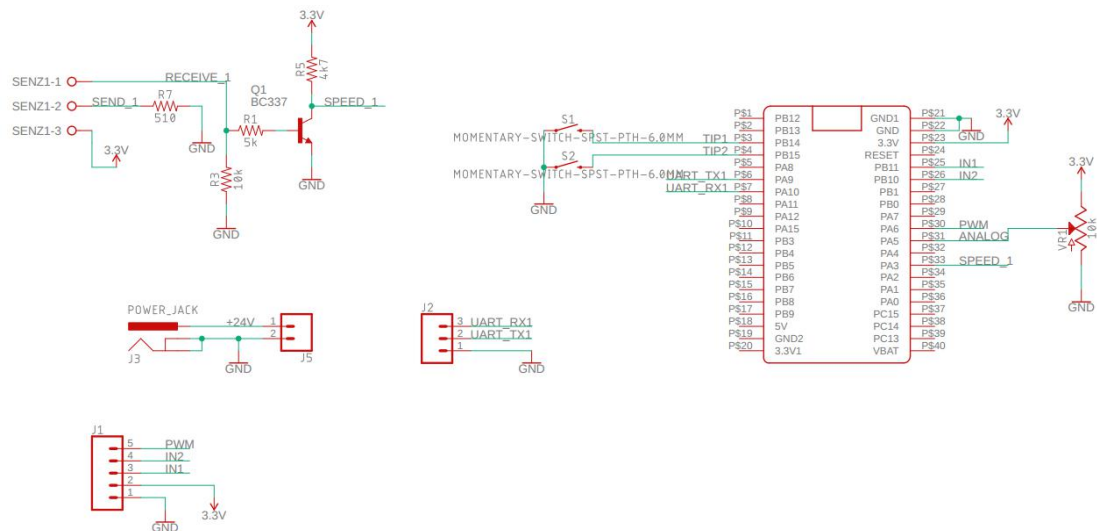 3.3V
R5
4k7
SENZ1-1
RECEIVE_1
Q1
BC337
SENZ1-2
SEND_1
R7
510
SPEED_1
SENZ1-3
3.3V
GND
R1
5k
R3
10k
GND
GND
S1
MOMENTARY-SWITCH-SPST-PTH-6.0MM
TIP1
S2
TIP2
MOMENTARY-SWITCH-SPST-PTH-6.0MM
UART_TX1
UART_RX1
GND
P$1 PB12
P$2 PB13
P$3 PB14
P$4 PB15
P$5 PA8
P$6 PA9
P$7 PA10
P$8 PA11
P$9 PA12
P$10 PA15
P$11 PB3
P$12 PB4
P$13 PB5
P$14 PB6
P$15 PB7
P$16 PB8
P$17 PB9
P$18 5V
P$19 GND2
P$20 3.3V1
GND1 P$21
GND P$22
3.3V P$23
RESET P$24
PB11 P$25 IN1
PB10 P$26 IN2
PB1 P$27
PB0 P$28
PA7 P$29
PA6 P$30 PWM
PA5 P$31 ANALOG
PA4 P$32
PA3 P$33 SPEED_1
PA2 P$34
PA1 P$35
PA0 P$36
PC15 P$37
PC14 P$38
PC13 P$39
VBAT P$40
3.3V
GND
3.3V
VR1
10k
GND
POWER_JACK
+24V
1
2
J3
GND
J5
J2
3 UART_RX1
2 UART_TX1
1
GND
J1
5 PWM
4 IN2
3 IN1
2
1
3.3V
GND